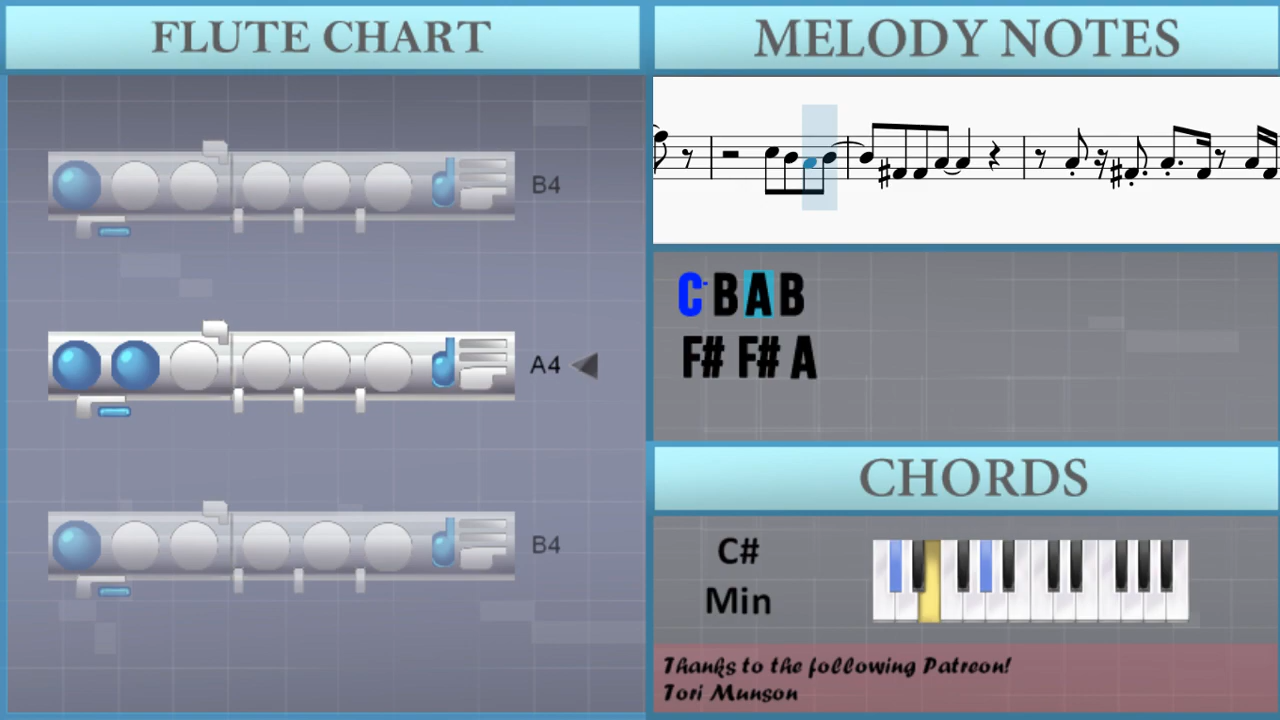 FLUTE CHART
B4
A4
B4
MELODY NOTES
C- B A B
F# F# A
CHORDS
C#
Min
Thanks to the following Patreon!
Tori Munson